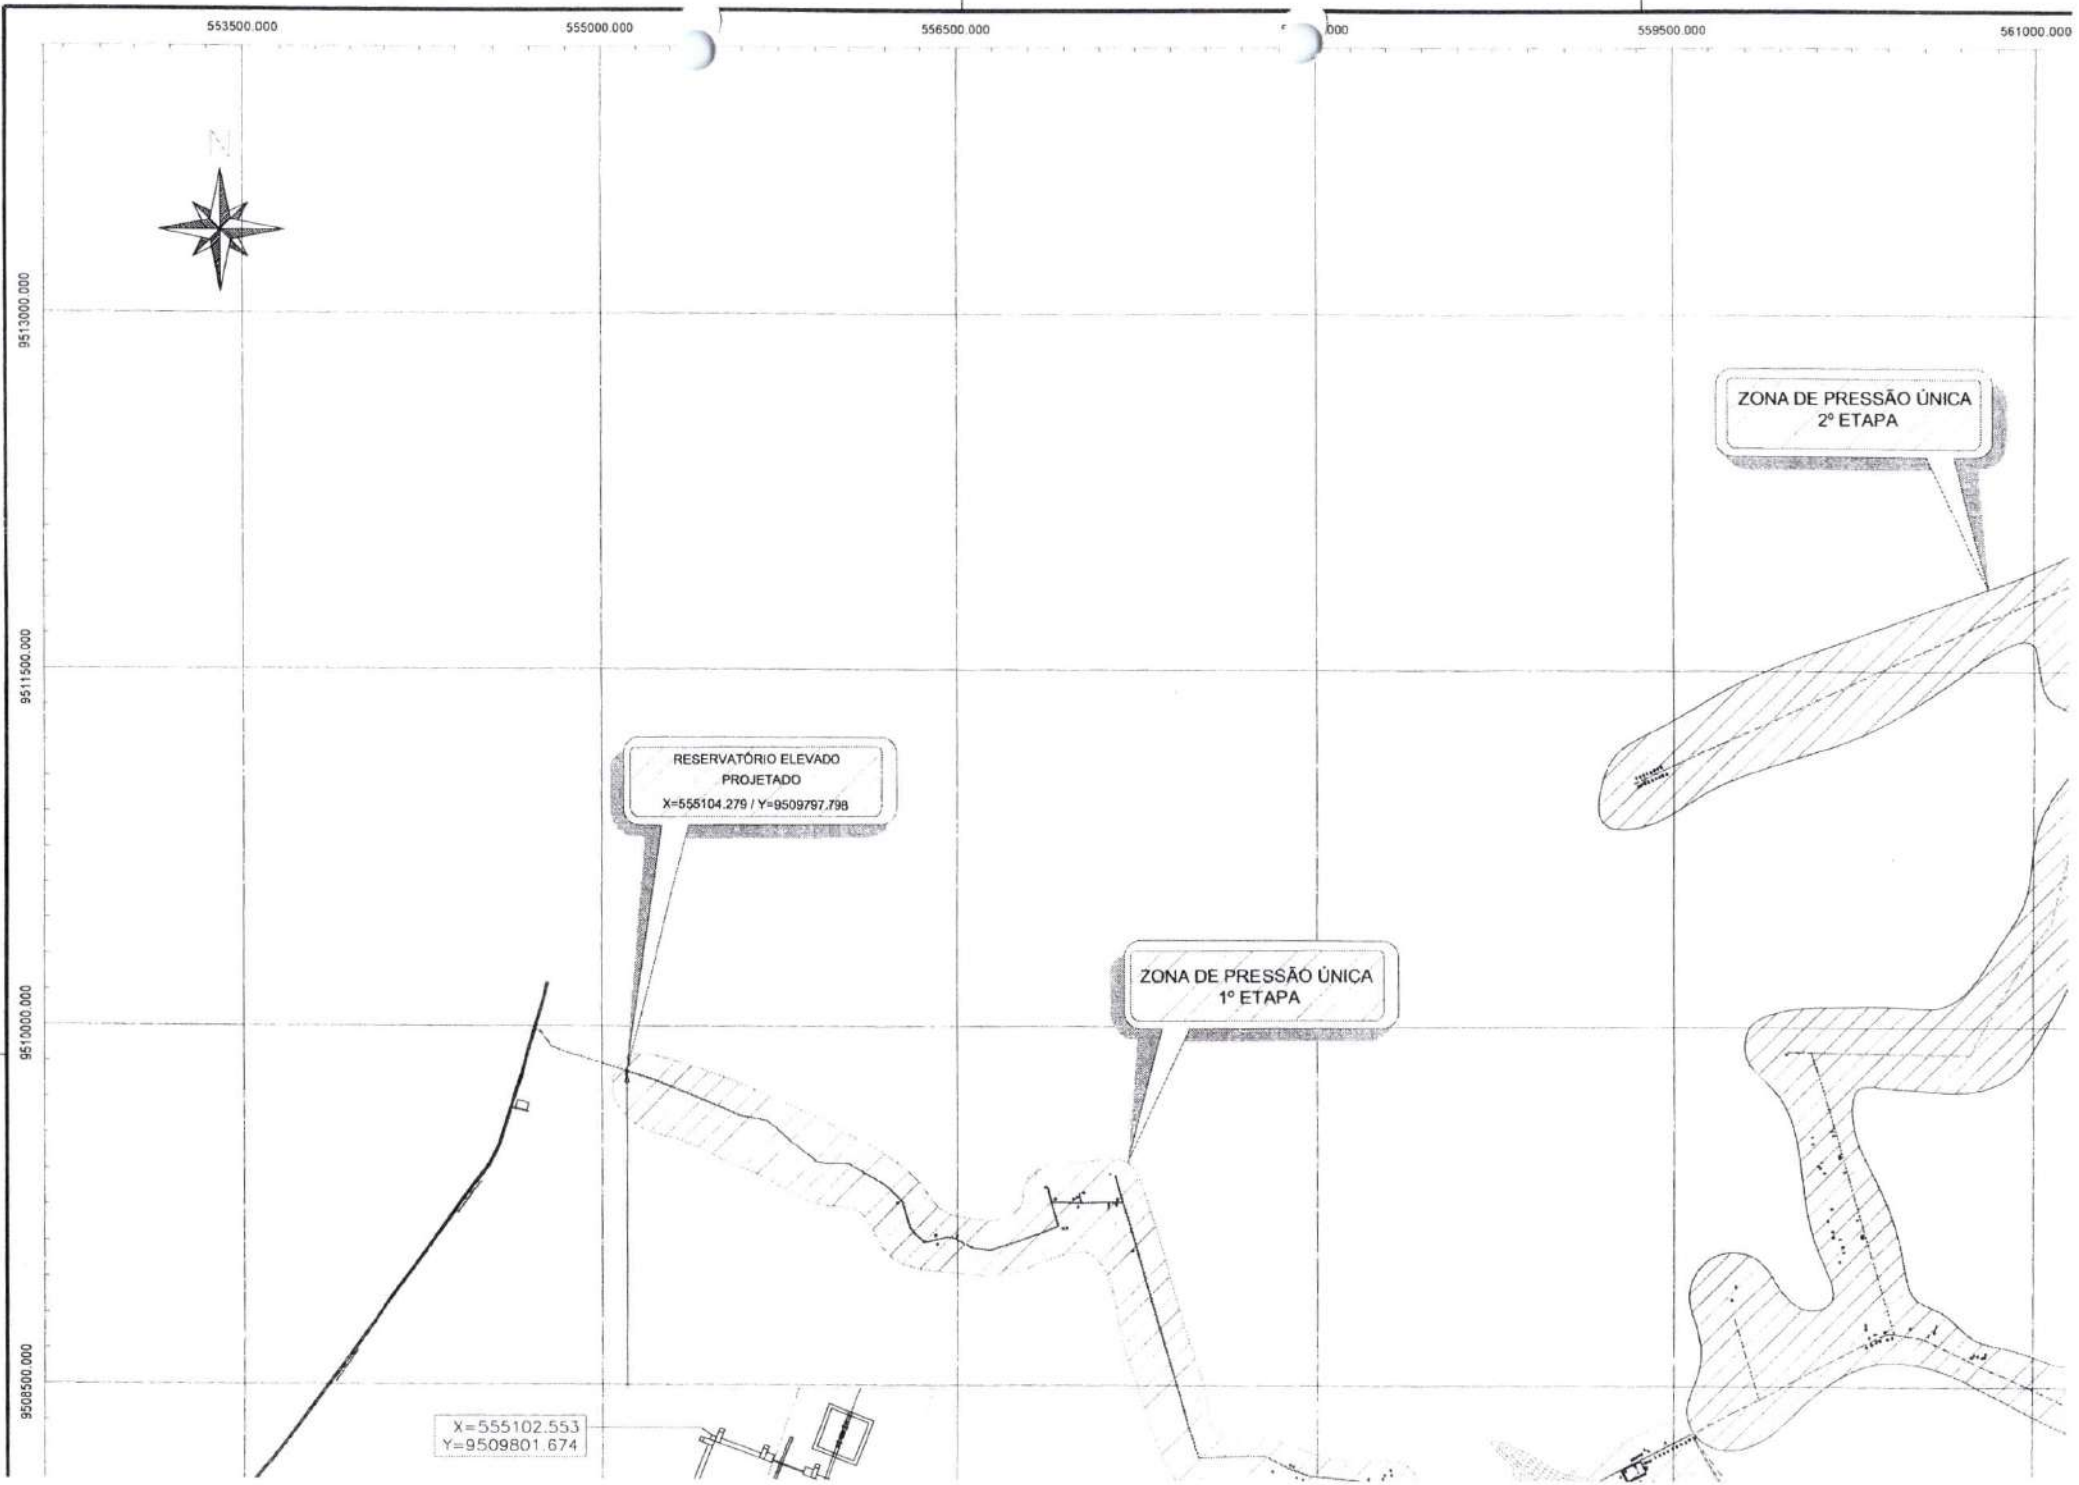 553500.000
555000.000
556500.000
000
559500.000
561000.000
N
9513000.000
ZONA DE PRESSÃO ÚNICA
2º ETAPA
9511500.000
RESERVATÓRIO ELEVADO
PROJETADO
X=555104.279 / Y=9509797.798
ZONA DE PRESSÃO ÚNICA
1º ETAPA
9510000.000
9508500.000
X=555102.553
Y=9509801.674